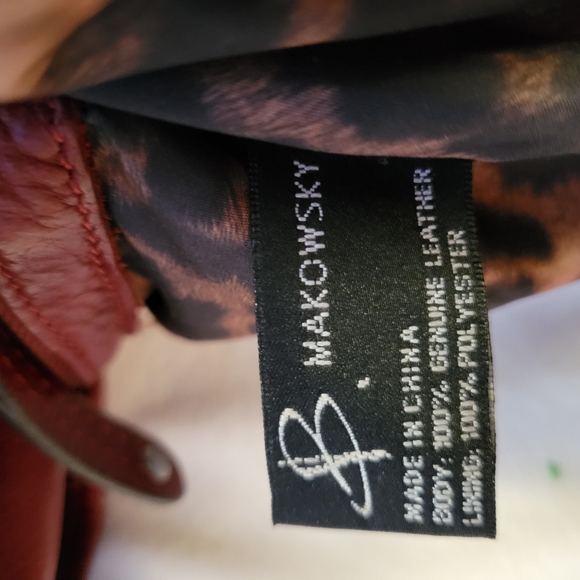 B. MAKOWSKY
MADE IN CHINA
BODY: 100% GENUINE LEATHER
LINING: 100% POLYESTER